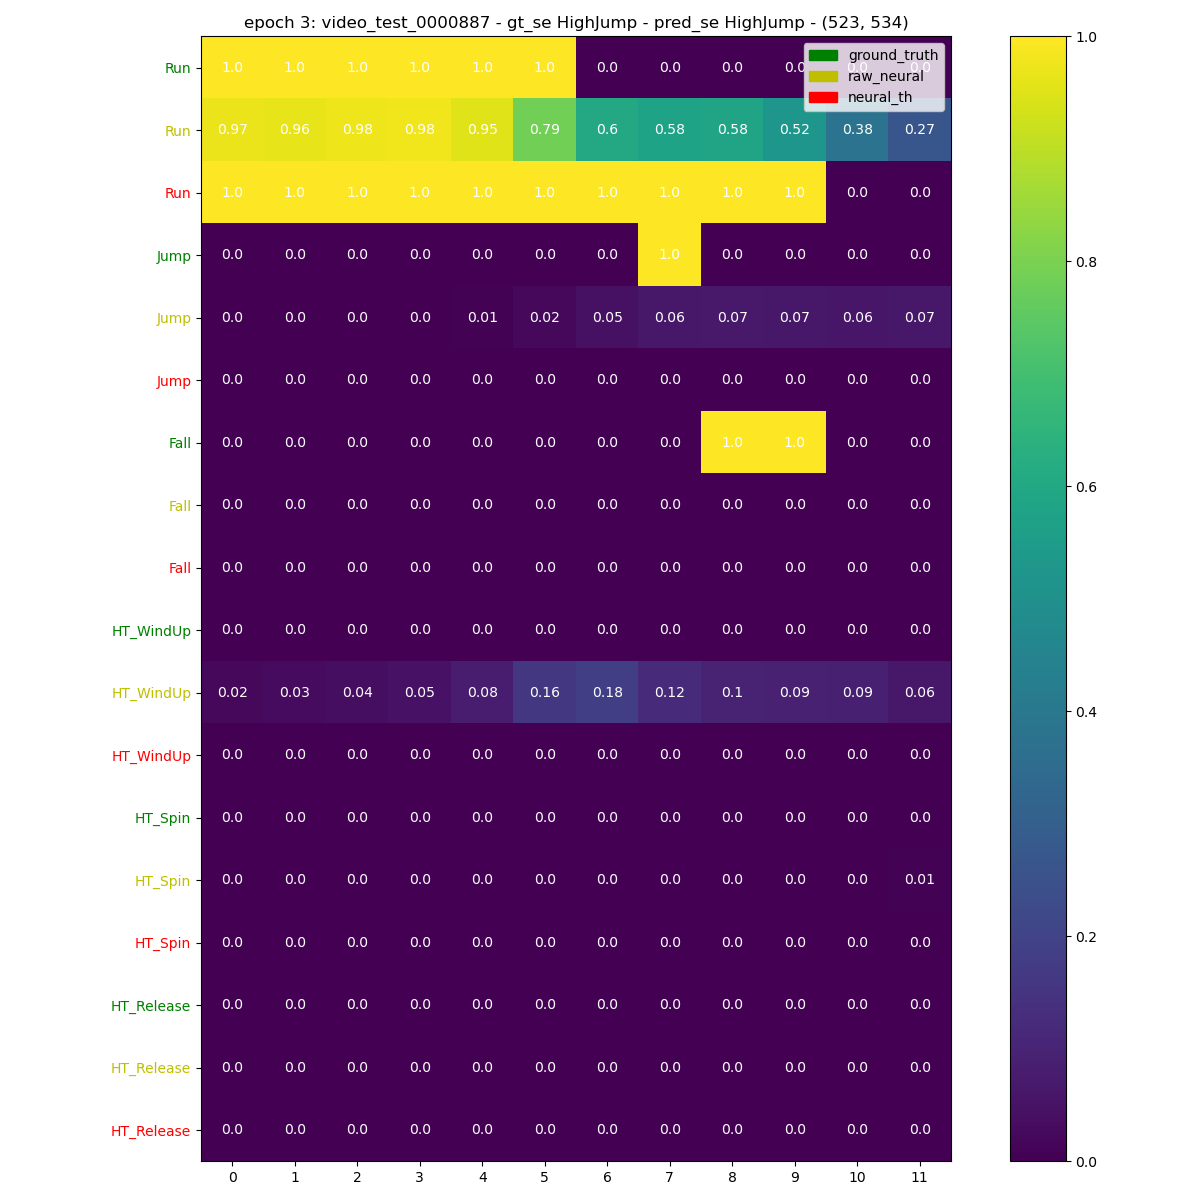 epoch 3: video_test_0000887 - gt_se HighJump - pred_se HighJump - (523, 534)
ground_truth
raw_neural
neural_th
Run 1.0 1.0 1.0 1.0 1.0 1.0 0.0 0.0 0.0 0.0 0.0 0.0
Run 0.97 0.96 0.98 0.98 0.95 0.79 0.6 0.58 0.58 0.52 0.38 0.27
Run 1.0 1.0 1.0 1.0 1.0 1.0 1.0 1.0 1.0 1.0 0.0 0.0
Jump 0.0 0.0 0.0 0.0 0.0 0.0 0.0 1.0 0.0 0.0 0.0 0.0
Jump 0.0 0.0 0.0 0.0 0.01 0.02 0.05 0.06 0.07 0.07 0.06 0.07
Jump 0.0 0.0 0.0 0.0 0.0 0.0 0.0 0.0 0.0 0.0 0.0 0.0
Fall 0.0 0.0 0.0 0.0 0.0 0.0 0.0 0.0 1.0 1.0 0.0 0.0
Fall 0.0 0.0 0.0 0.0 0.0 0.0 0.0 0.0 0.0 0.0 0.0 0.0
Fall 0.0 0.0 0.0 0.0 0.0 0.0 0.0 0.0 0.0 0.0 0.0 0.0
HT_WindUp 0.0 0.0 0.0 0.0 0.0 0.0 0.0 0.0 0.0 0.0 0.0 0.0
HT_WindUp 0.02 0.03 0.04 0.05 0.08 0.16 0.18 0.12 0.1 0.09 0.09 0.06
HT_WindUp 0.0 0.0 0.0 0.0 0.0 0.0 0.0 0.0 0.0 0.0 0.0 0.0
HT_Spin 0.0 0.0 0.0 0.0 0.0 0.0 0.0 0.0 0.0 0.0 0.0 0.0
HT_Spin 0.0 0.0 0.0 0.0 0.0 0.0 0.0 0.0 0.0 0.0 0.0 0.01
HT_Spin 0.0 0.0 0.0 0.0 0.0 0.0 0.0 0.0 0.0 0.0 0.0 0.0
HT_Release 0.0 0.0 0.0 0.0 0.0 0.0 0.0 0.0 0.0 0.0 0.0 0.0
HT_Release 0.0 0.0 0.0 0.0 0.0 0.0 0.0 0.0 0.0 0.0 0.0 0.0
HT_Release 0.0 0.0 0.0 0.0 0.0 0.0 0.0 0.0 0.0 0.0 0.0 0.0
0 1 2 3 4 5 6 7 8 9 10 11
1.0
0.8
0.6
0.4
0.2
0.0